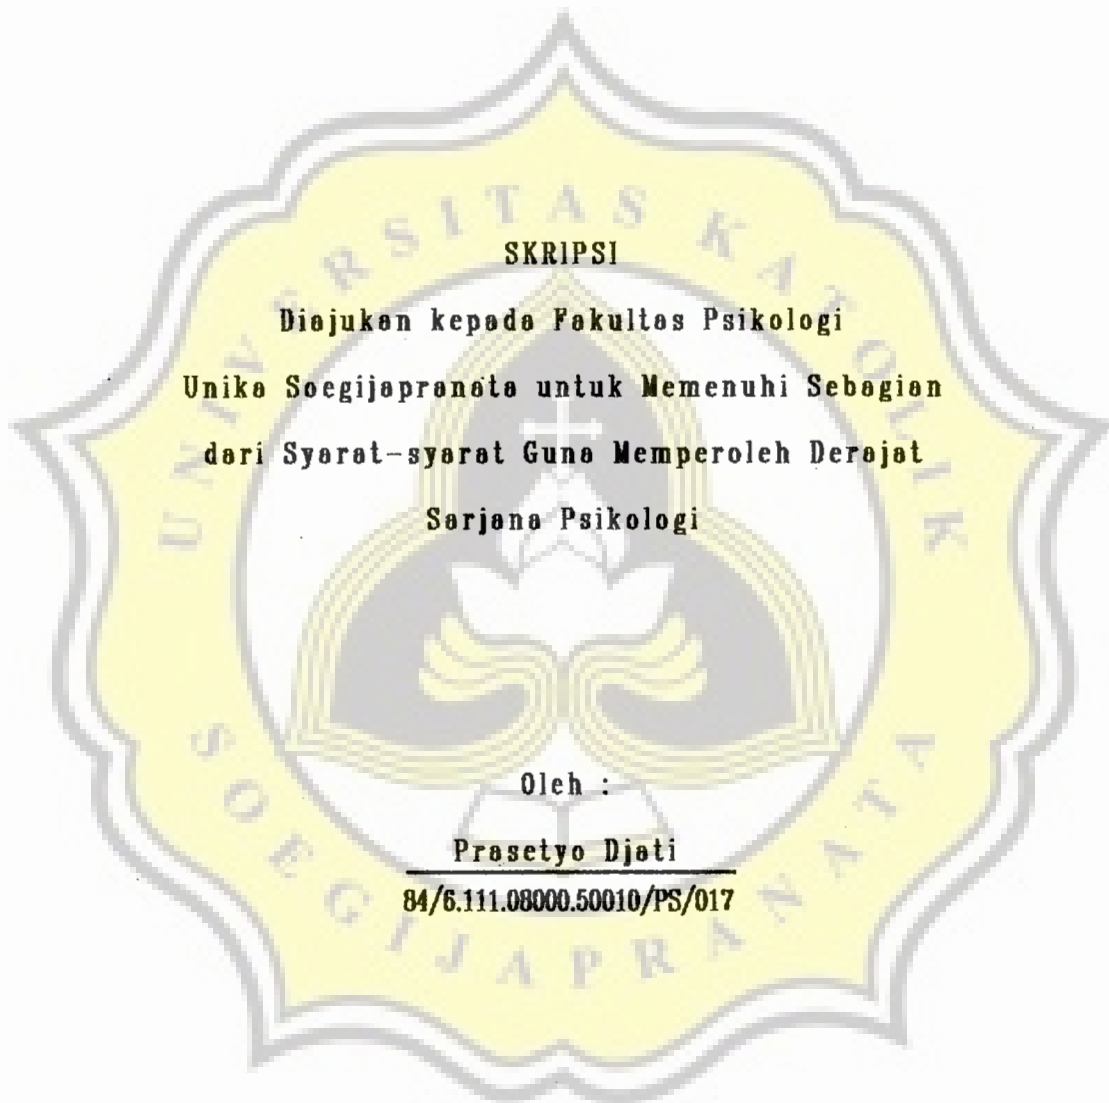 SKRIPSI
Diajukan kepada Fakultas Psikologi
Unika Soegijapranata untuk Memenuhi Sebagian
dari Syarat-syarat Guna Memperoleh Derajat
Sarjana Psikologi
Oleh :
Prasetyo Djati
84/6.111.08000.50010/PS/017
UNIVERSITAS KATOLIK
SOEGIJAPRANATA